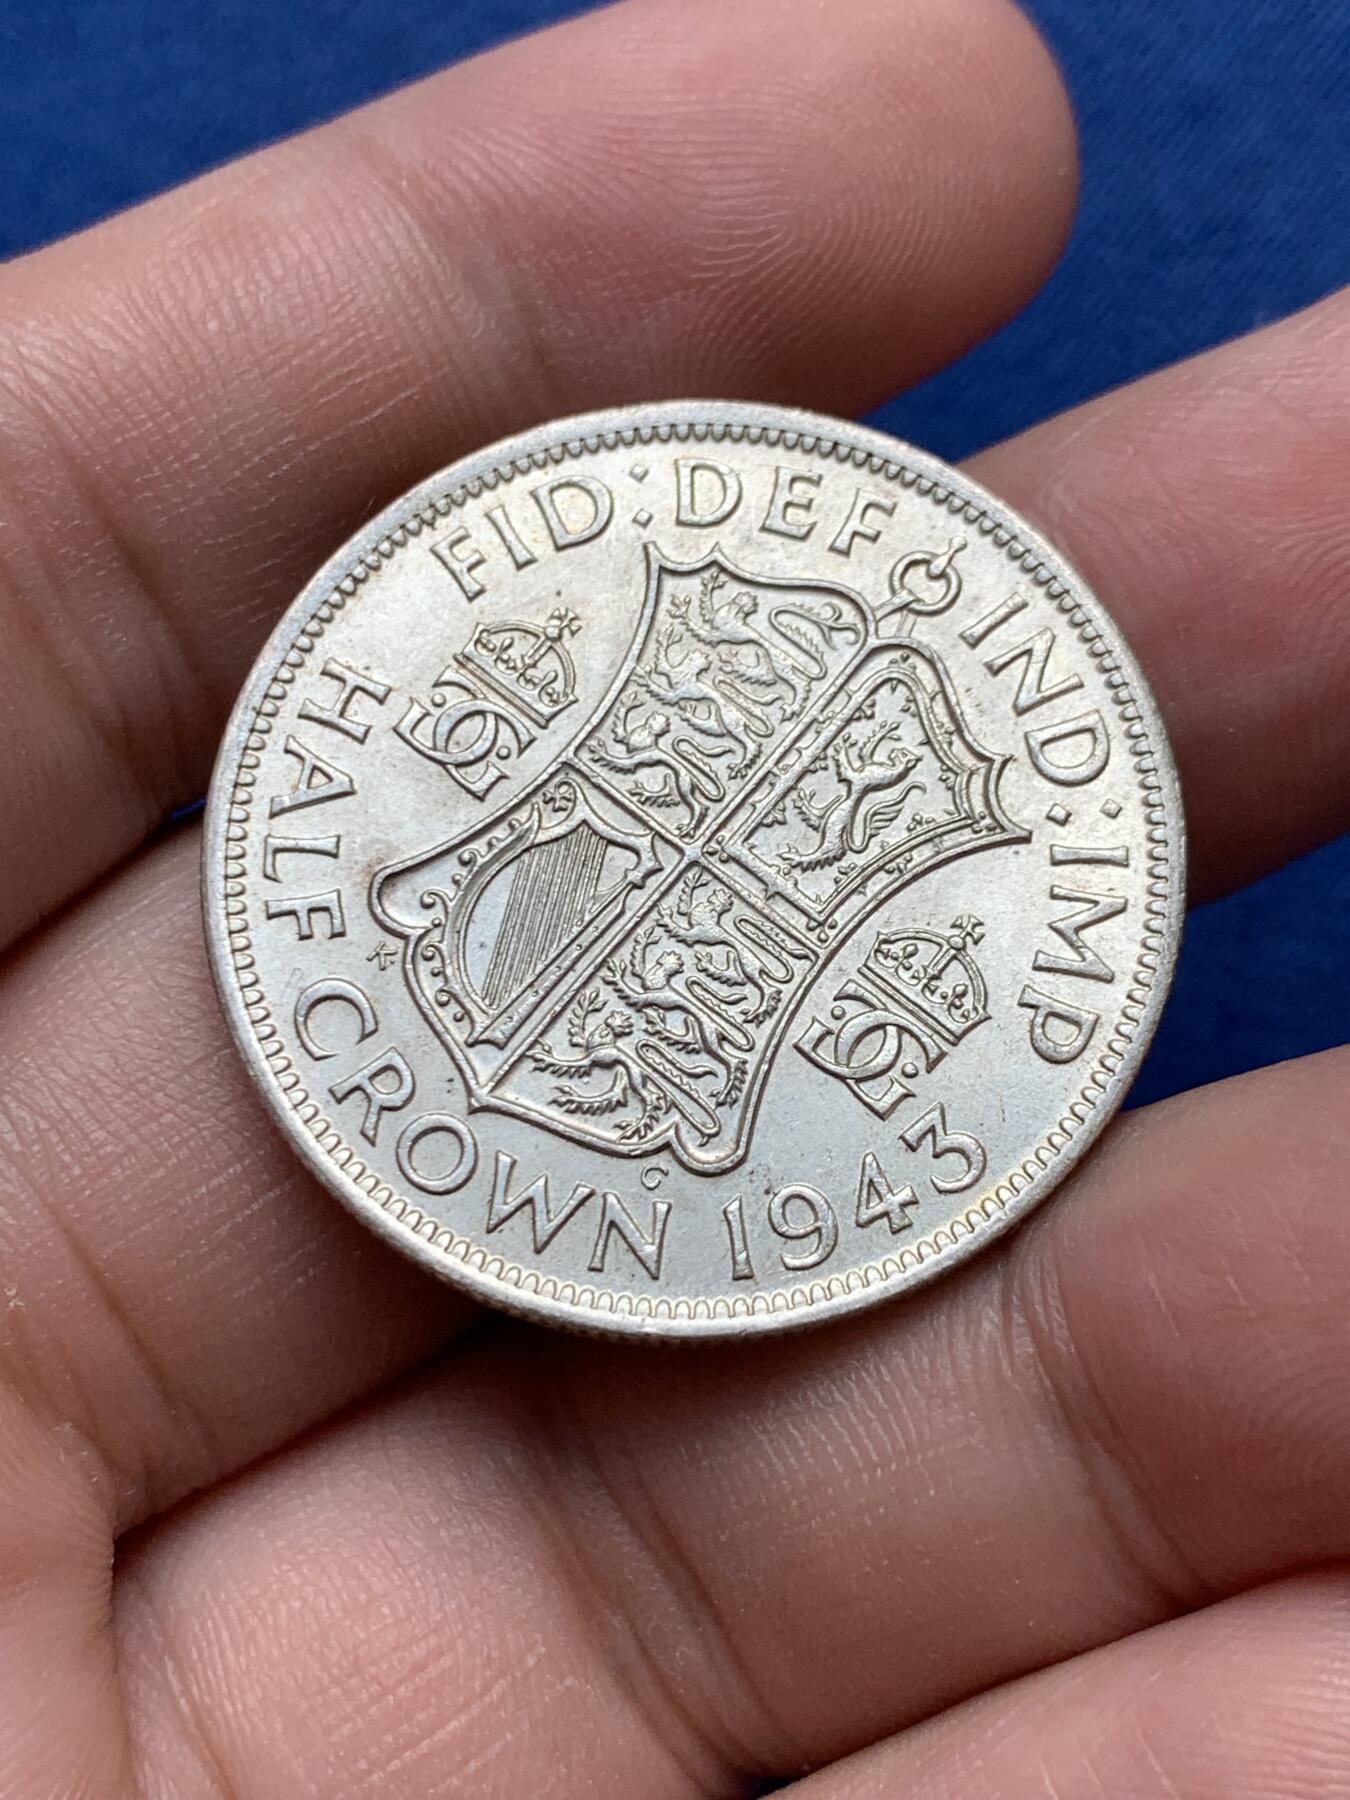 FID:DEF
IND:IMP
HALF CROWN 1943
K G